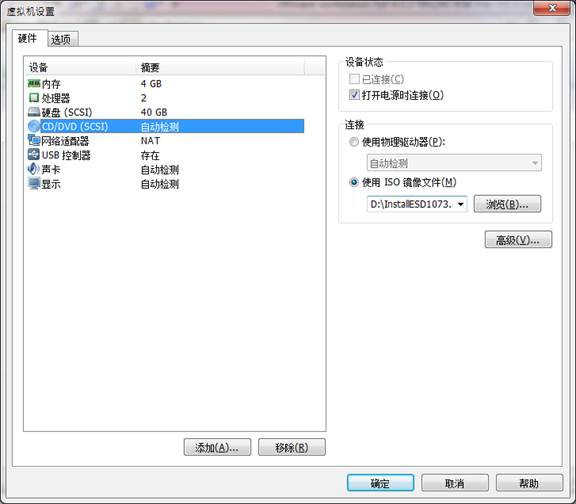 虚拟机设置
硬件 选项
设备 摘要
内存 4 GB
处理器 2
硬盘 (SCSI) 40 GB
CD/DVD (SCSI) 自动检测
网络适配器 NAT
USB 控制器 存在
声卡 自动检测
显示 自动检测
添加(A)... 移除(R)
设备状态
已连接(C)
打开电源时连接(O)
连接
使用物理驱动器(P):
自动检测
使用 ISO 镜像文件(M)
D:\InstallESD1073. 浏览(B)...
高级(V)...
确定 取消 帮助